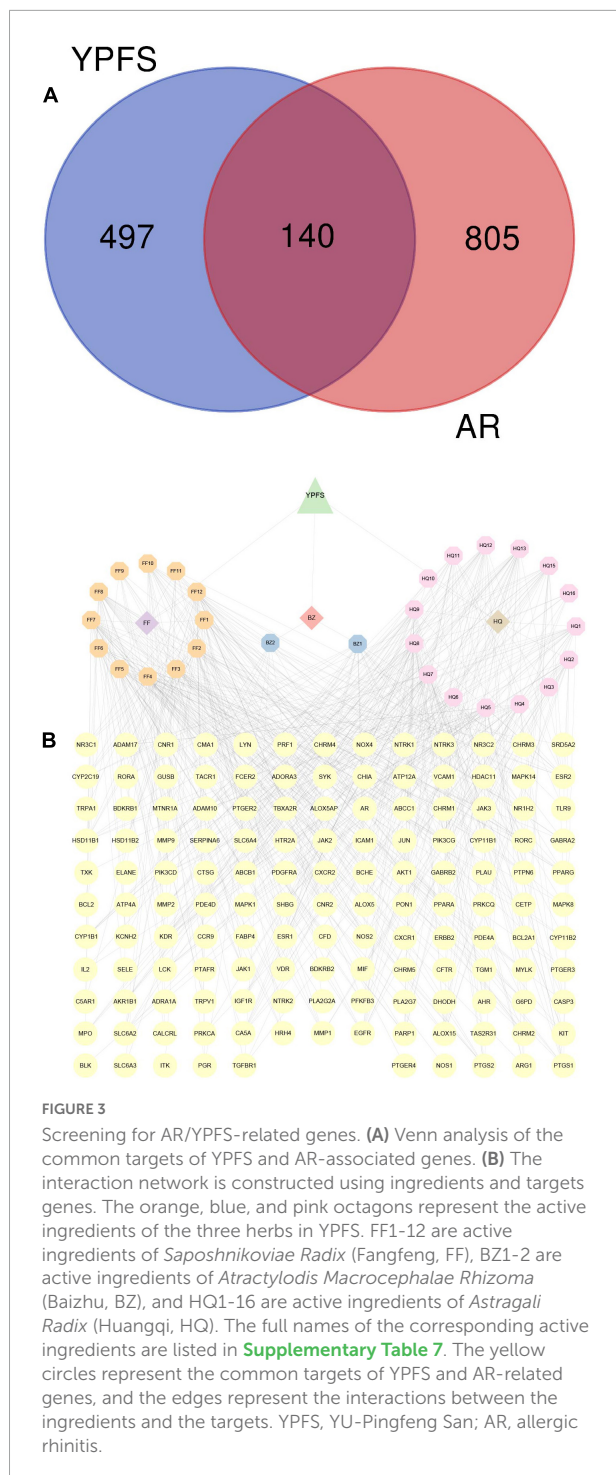 YPFS
A
497 140 805
AR
YPFS
HQ12 HQ13
FF10 HQ11 HQ15
FF9 FF11
HQ10 HQ16
FF8 FF12
HQ9
FF7 FF FF1 BZ HQ HQ1
FF6 FF2 BZ2 BZ1 HQ8 HQ2
FF5 FF3 HQ7 HQ3
FF4 HQ6 HQ5 HQ4
B
NR3C1 ADAM17 CNR1 CMA1 LYN PRF1 CHRM4 NOX4 NTRK1 NTRK3 NR3C2 CHRM3 SRD5A2
CYP2C19 RORA GUSB TACR1 FCER2 ADORA3 SYK CHIA ATP12A VCAM1 HDAC11 MAPK14 ESR2
TRPA1 BDKRB1 MTNR1A ADAM10 PTGER2 TBXA2R ALOX5AP AR ABCC1 CHRM1 JAK3 NR1H2 TLR9
HSD11B1 HSD11B2 MMP9 SERPINA6 SLC6A4 HTR2A JAK2 ICAM1 JUN PIK3CG CYP11B1 RORC GABRA2
TXK ELANE PIK3CD CTSG ABCB1 PDGFRA CXCR2 BCHE AKT1 GABRB2 PLAU PTPN6 PPARG
BCL2 ATP4A MMP2 PDE4D MAPK1 SHBG CNR2 ALOX5 PON1 PPARA PRKCQ CETP MAPK8
CYP1B1 KCNH2 KDR CCR9 FABP4 ESR1 CFD NOS2 CXCR1 ERBB2 PDE4A BCL2A1 CYP11B2
IL2 SELE LCK PTAFR JAK1 VDR BDKRB2 MIF CHRM5 CFTR TGM1 MYLK PTGER3
C5AR1 AKR1B1 ADRA1A TRPV1 IGF1R NTRK2 PLA2G2A PFKFB3 PLA2G7 DHODH AHR G6PD CASP3
MPO SLC6A2 CALCRL PRKCA CA5A HRH4 MMP1 EGFR PARP1 ALOX15 TAS2R31 CHRM2 KIT
BLK SLC6A3 ITK PGR TGFBR1 PTGER4 NOS1 PTGS2 ARG1 PTGS1
FIGURE 3
Screening for AR/YPFS-related genes. (A) Venn analysis of the
common targets of YPFS and AR-associated genes. (B) The
interaction network is constructed using ingredients and targets
genes. The orange, blue, and pink octagons represent the active
ingredients of the three herbs in YPFS. FF1-12 are active
ingredients of Saposhnikoviae Radix (Fangfeng, FF), BZ1-2 are
active ingredients of Atractylodis Macrocephalae Rhizoma
(Baizhu, BZ), and HQ1-16 are active ingredients of Astragali
Radix (Huangqi, HQ). The full names of the corresponding active
ingredients are listed in Supplementary Table 7. The yellow
circles represent the common targets of YPFS and AR-related
genes, and the edges represent the interactions between the
ingredients and the targets. YPFS, YU-Pingfeng San; AR, allergic
rhinitis.